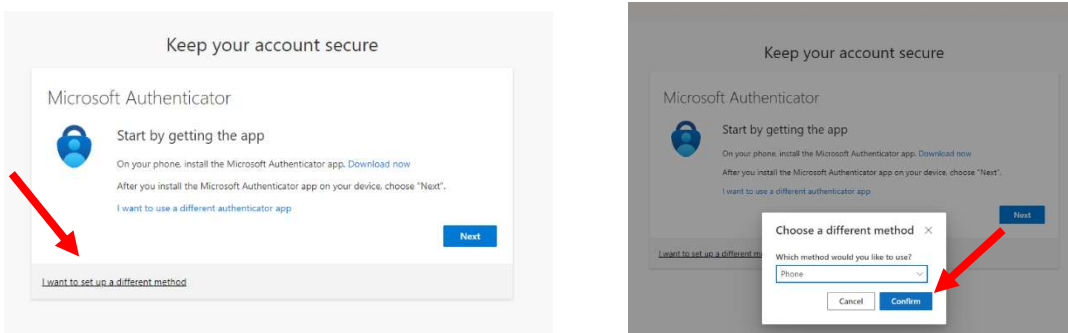 Keep your account secure
Microsoft Authenticator
Start by getting the app
On your phone, install the Microsoft Authenticator app. Download now
After you install the Microsoft Authenticator app on your device, choose "Next".
I want to use a different authenticator app
Next
I want to set up a different method
Keep your account secure
Microsoft Authenticator
Start by getting the app
On your phone, install the Microsoft Authenticator app. Download now
After you install the Microsoft Authenticator app on your device, choose "Next".
I want to use a different authenticator app
Next
I want to set up a different m
Choose a different method
Which method would you like to use?
Phone
Cancel
Confirm